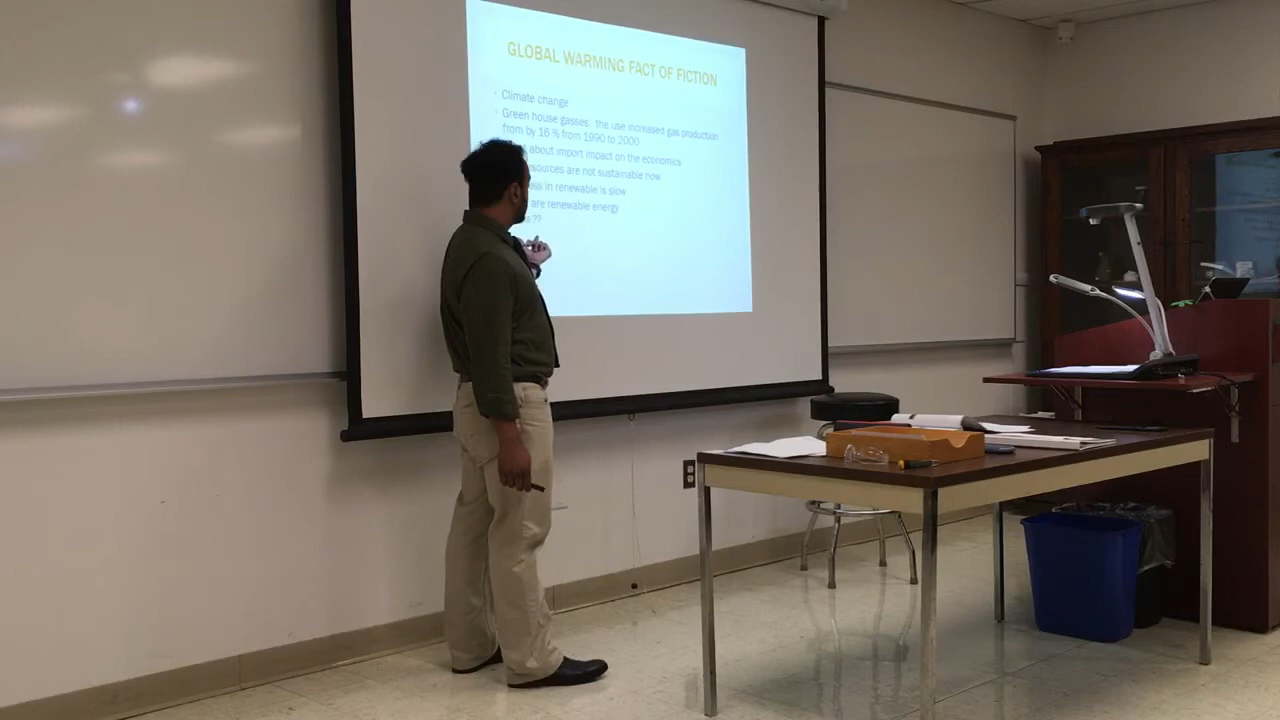 GLOBAL WARMING FACT OF FICTION
Climate change
Green house gasses: the use increased gas production
from by 16 % from 1990 to 2000
about import impact on the economics
sources are not sustainable now
in renewable is slow
are renewable energy
??